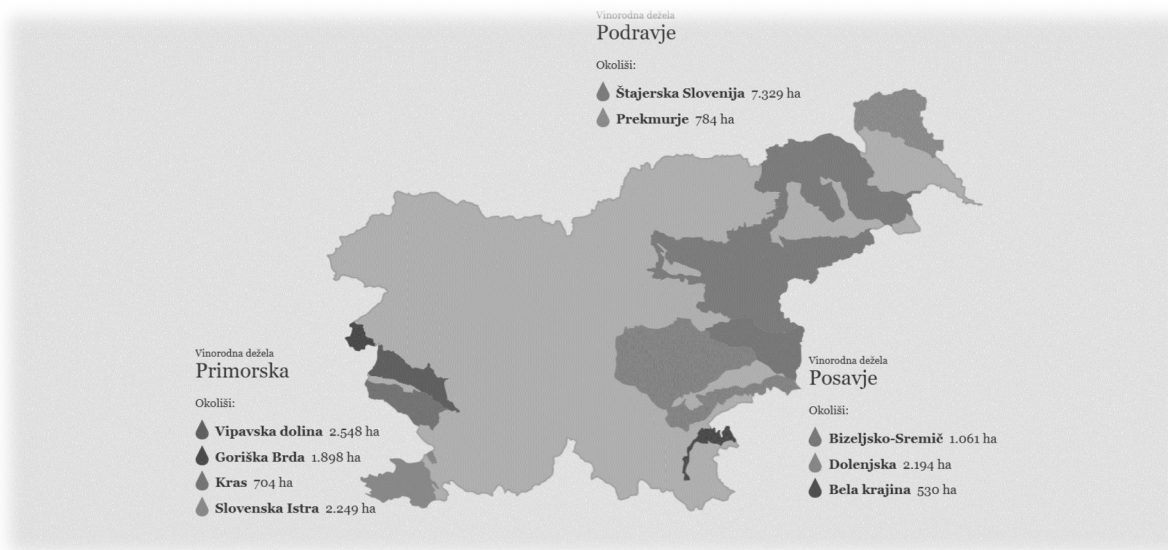 Vinorodna dežela
Podravje
Okoliši:
Štajerska Slovenija 7.329 ha
Prekmurje 784 ha
Vinorodna dežela
Primorska
Okoliši:
Vipavska dolina 2.548 ha
Goriška Brda 1.898 ha
Kras 704 ha
Slovenska Istra 2.249 ha
Vinorodna dežela
Posavje
Okoliši:
Bizeljsko-Sremič 1.061 ha
Dolenjska 2.194 ha
Bela krajina 530 ha